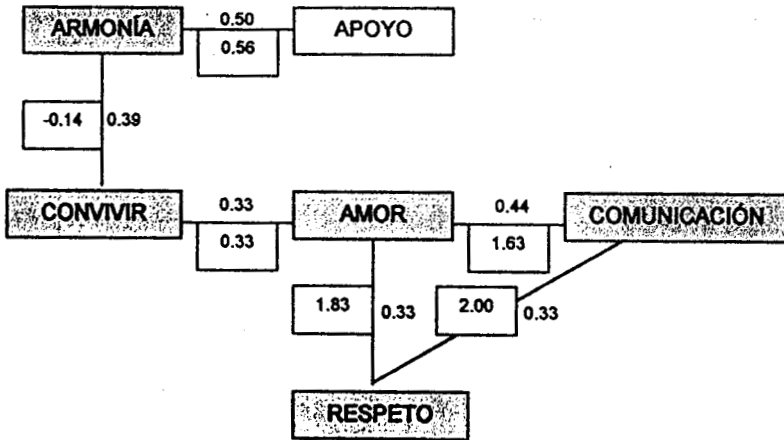 ARMONÍA
0.50
APOYO
0.56
-0.14
0.39
CONVIVIR
0.33
AMOR
0.44
COMUNICACIÓN
0.33
1.63
1.83
0.33
2.00
0.33
RESPETO